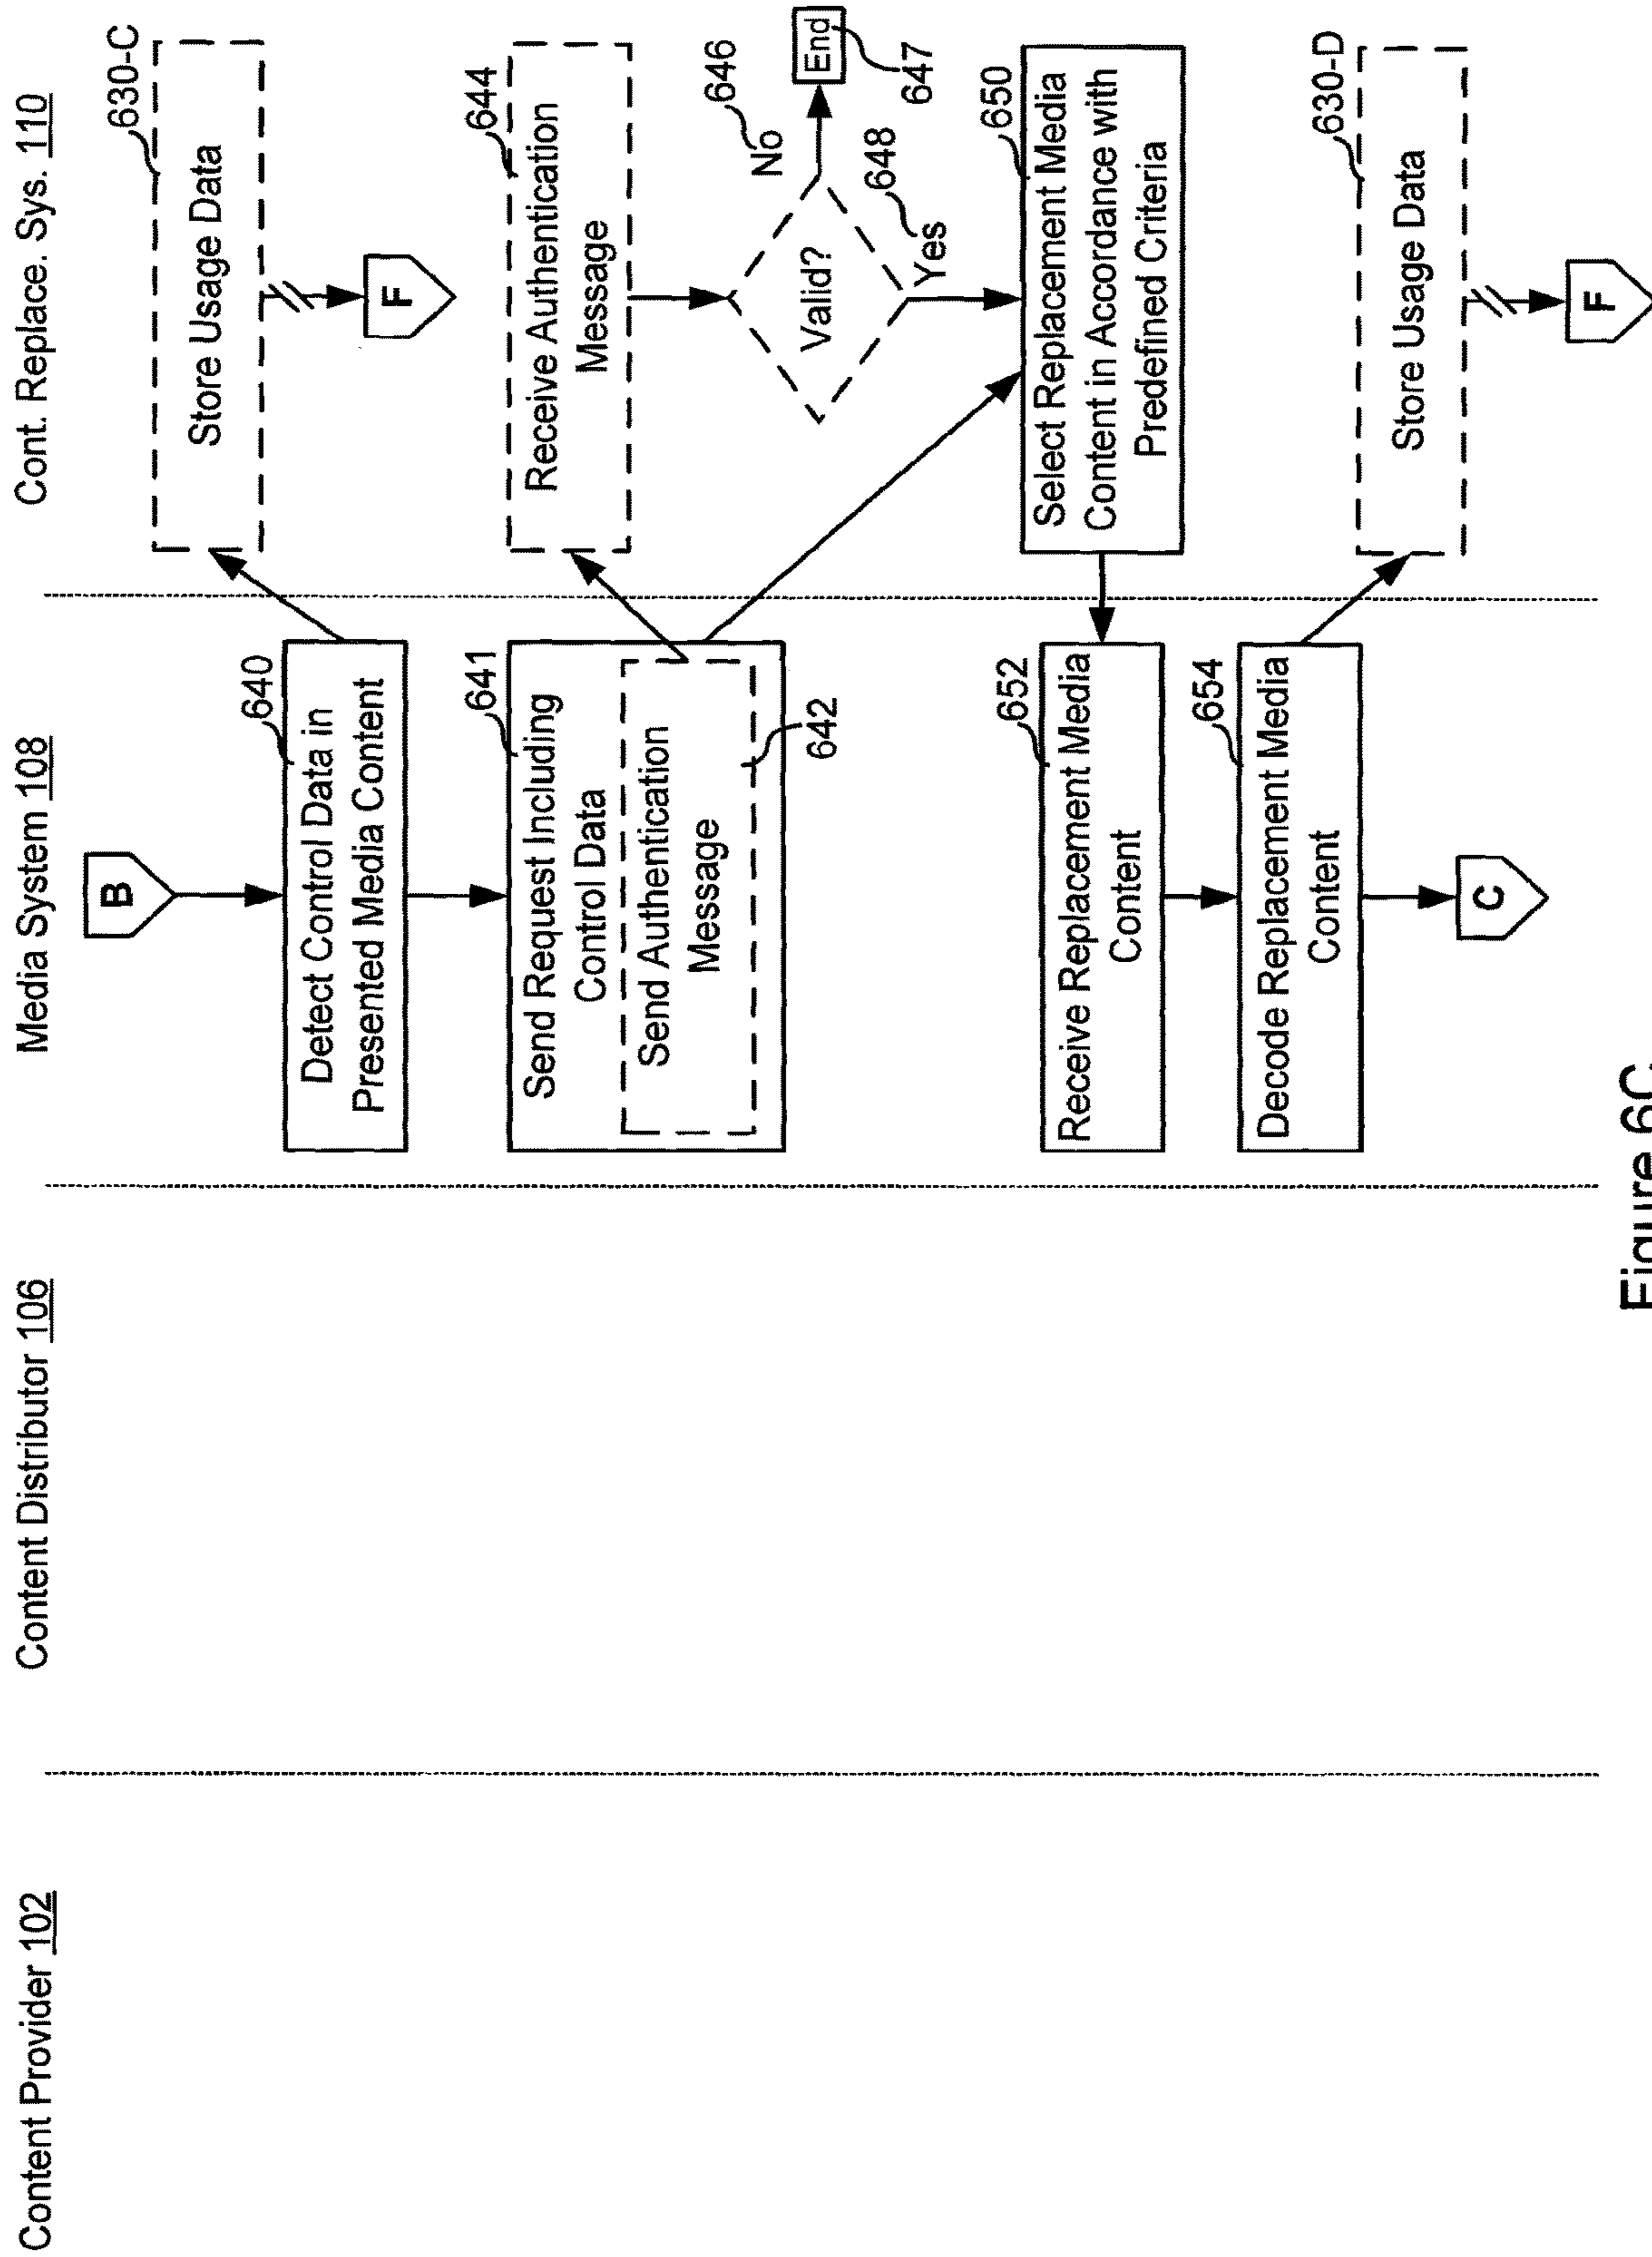 Content Provider 102
Content Distributor 106
Media System 108
Cont. Replace. Sys. 110
B
630-C
Store Usage Data
F
640
Detect Control Data in
Presented Media Content
641
Send Request Including
Control Data
Send Authentication
Message
642
644
Receive Authentication
Message
Valid?
646
No
End
647
648
Yes
650
Select Replacement Media
Content in Accordance with
Predefined Criteria
652
Receive Replacement Media
Content
654
Decode Replacement Media
Content
C
630-D
Store Usage Data
F
Figure 6C